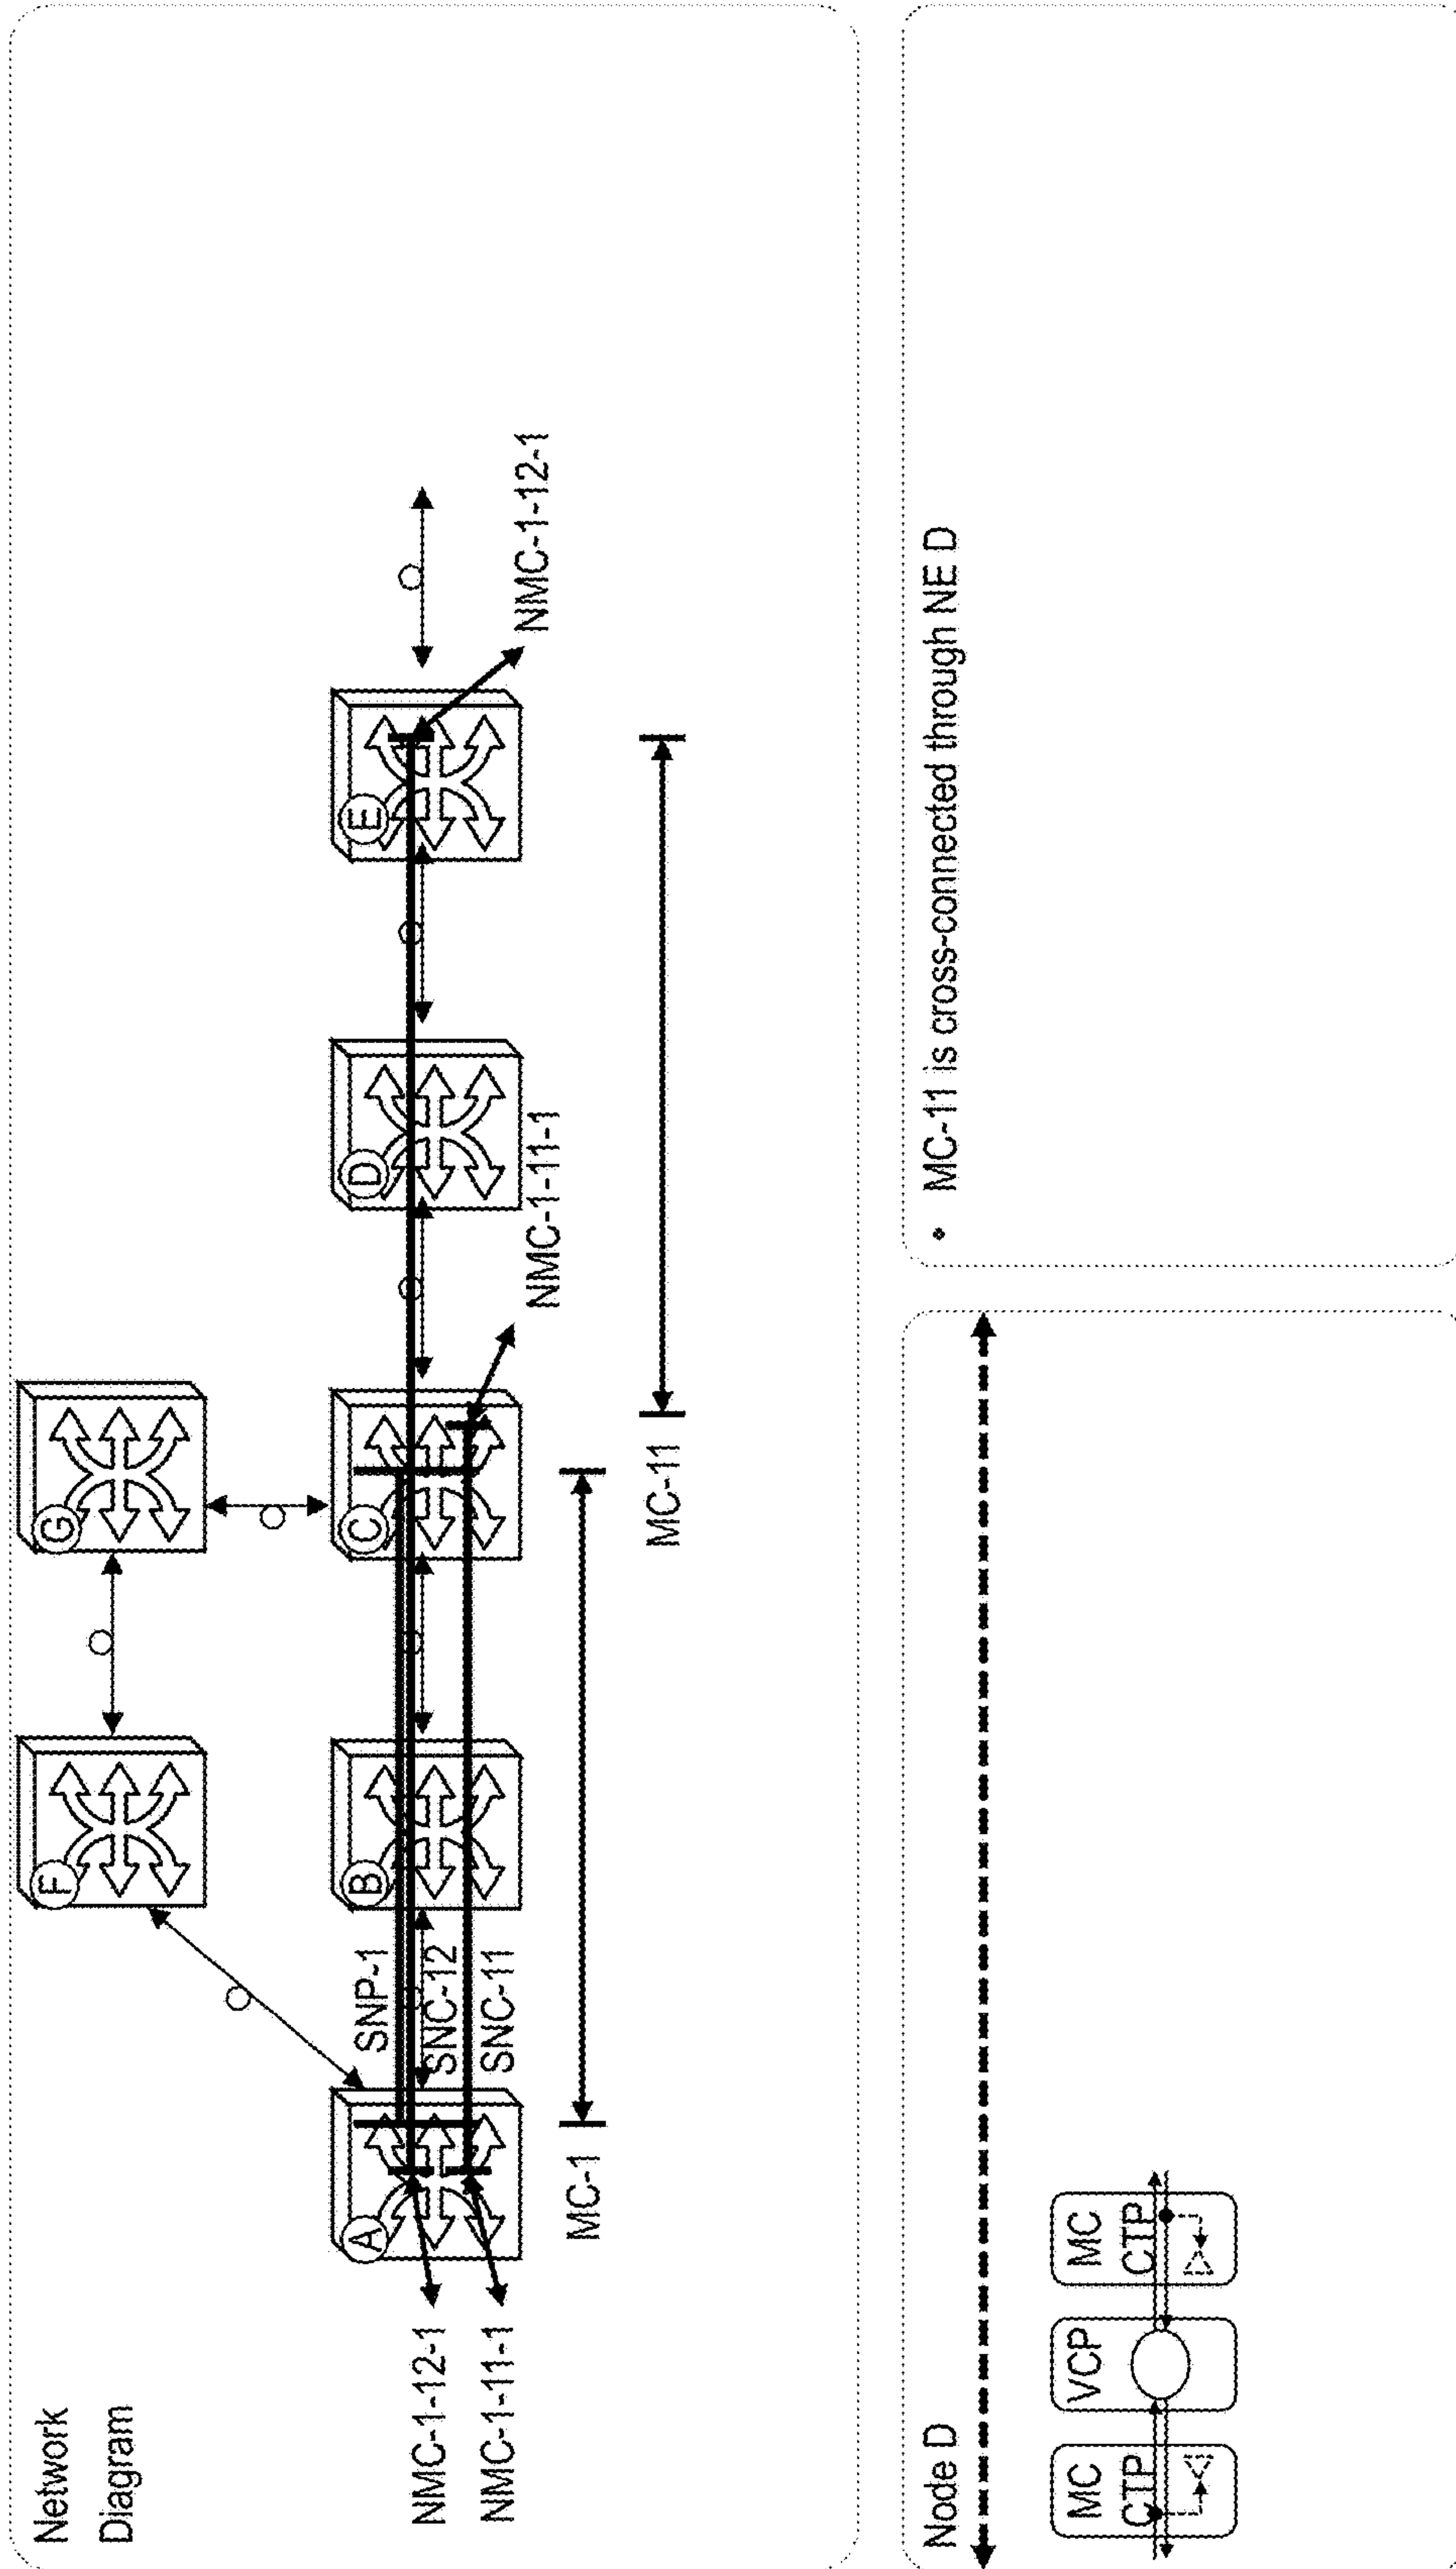 Network
Diagram
F
G
SNP-1
A
B
C
D
E
SNC-12
SNC-11
NMC-1-12-1
NMC-1-11-1
NMC-1-11-1
NMC-1-12-1
MC-1
MC-11
Node D
MC
CTP
VCP
MC
CTP
• MC-11 is cross-connected through NE D